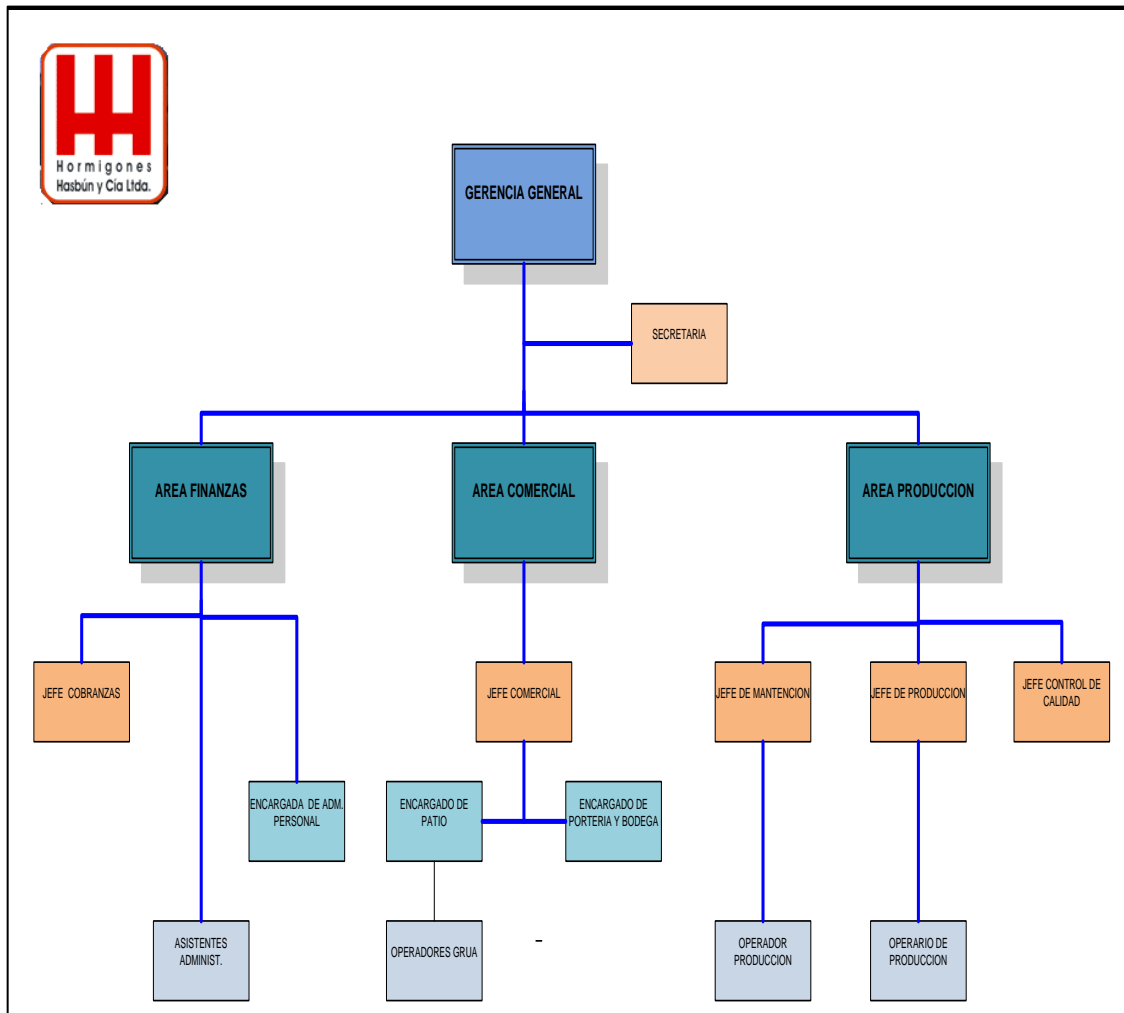 Hormigones
Hasbún y Cía Ltda.
GERENCIA GENERAL
SECRETARIA
AREA FINANZAS
AREA COMERCIAL
AREA PRODUCCION
JEFE COBRANZAS
JEFE COMERCIAL
JEFE DE MANTENCION
JEFE DE PRODUCCION
JEFE CONTROL DE
CALIDAD
ENCARGADA DE ADM.
PERSONAL
ENCARGADO DE
PATIO
ENCARGADO DE
PORTERIA Y BODEGA
ASISTENTES
ADMINIST.
OPERADORES GRUA
-
OPERADOR
PRODUCCION
OPERARIO DE
PRODUCCION